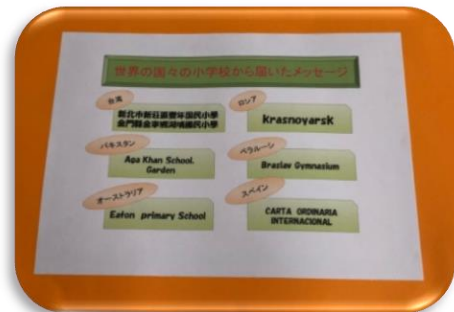 世界の国々の小学校から届いたメッセージ
台湾
新北市新莊區豐年國民小學
金門縣金寧鄉湖埔國民小學
ロシア
Krasnoyarsk
パキスタン
Aga Khan School,
Garden
ベラルーシ
Braslav Gymnasium
オーストラリア
Eaton primary School
スペイン
CARTA ORDINARIA
INTERNACIONAL